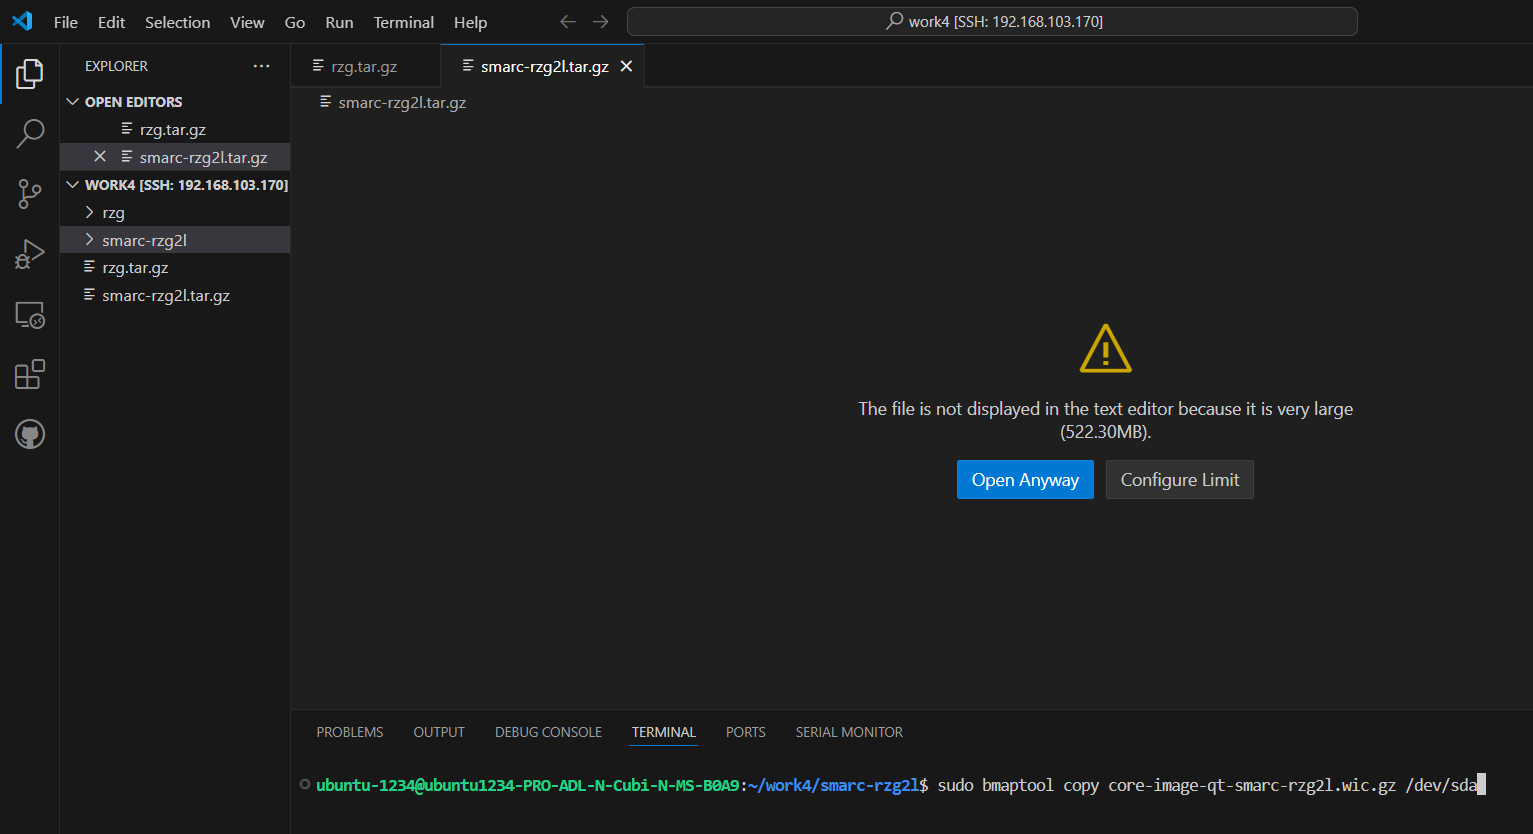 File Edit Selection View Go Run Terminal Help work4 [SSH: 192.168.103.170]
EXPLORER
OPEN EDITORS
rzg.tar.gz
smarc-rzg2l.tar.gz
WORK4 [SSH: 192.168.103.170]
rzg
smarc-rzg2l
rzg.tar.gz
smarc-rzg2l.tar.gz
rzg.tar.gz smarc-rzg2l.tar.gz
smarc-rzg2l.tar.gz
The file is not displayed in the text editor because it is very large
(522.30MB).
Open Anyway Configure Limit
PROBLEMS OUTPUT DEBUG CONSOLE TERMINAL PORTS SERIAL MONITOR
ubuntu-1234@ubuntu1234-PRO-ADL-N-Cubi-N-MS-B0A9:~/work4/smarc-rzg2l$ sudo bmaptool copy core-image-qt-smarc-rzg2l.wic.gz /dev/sda